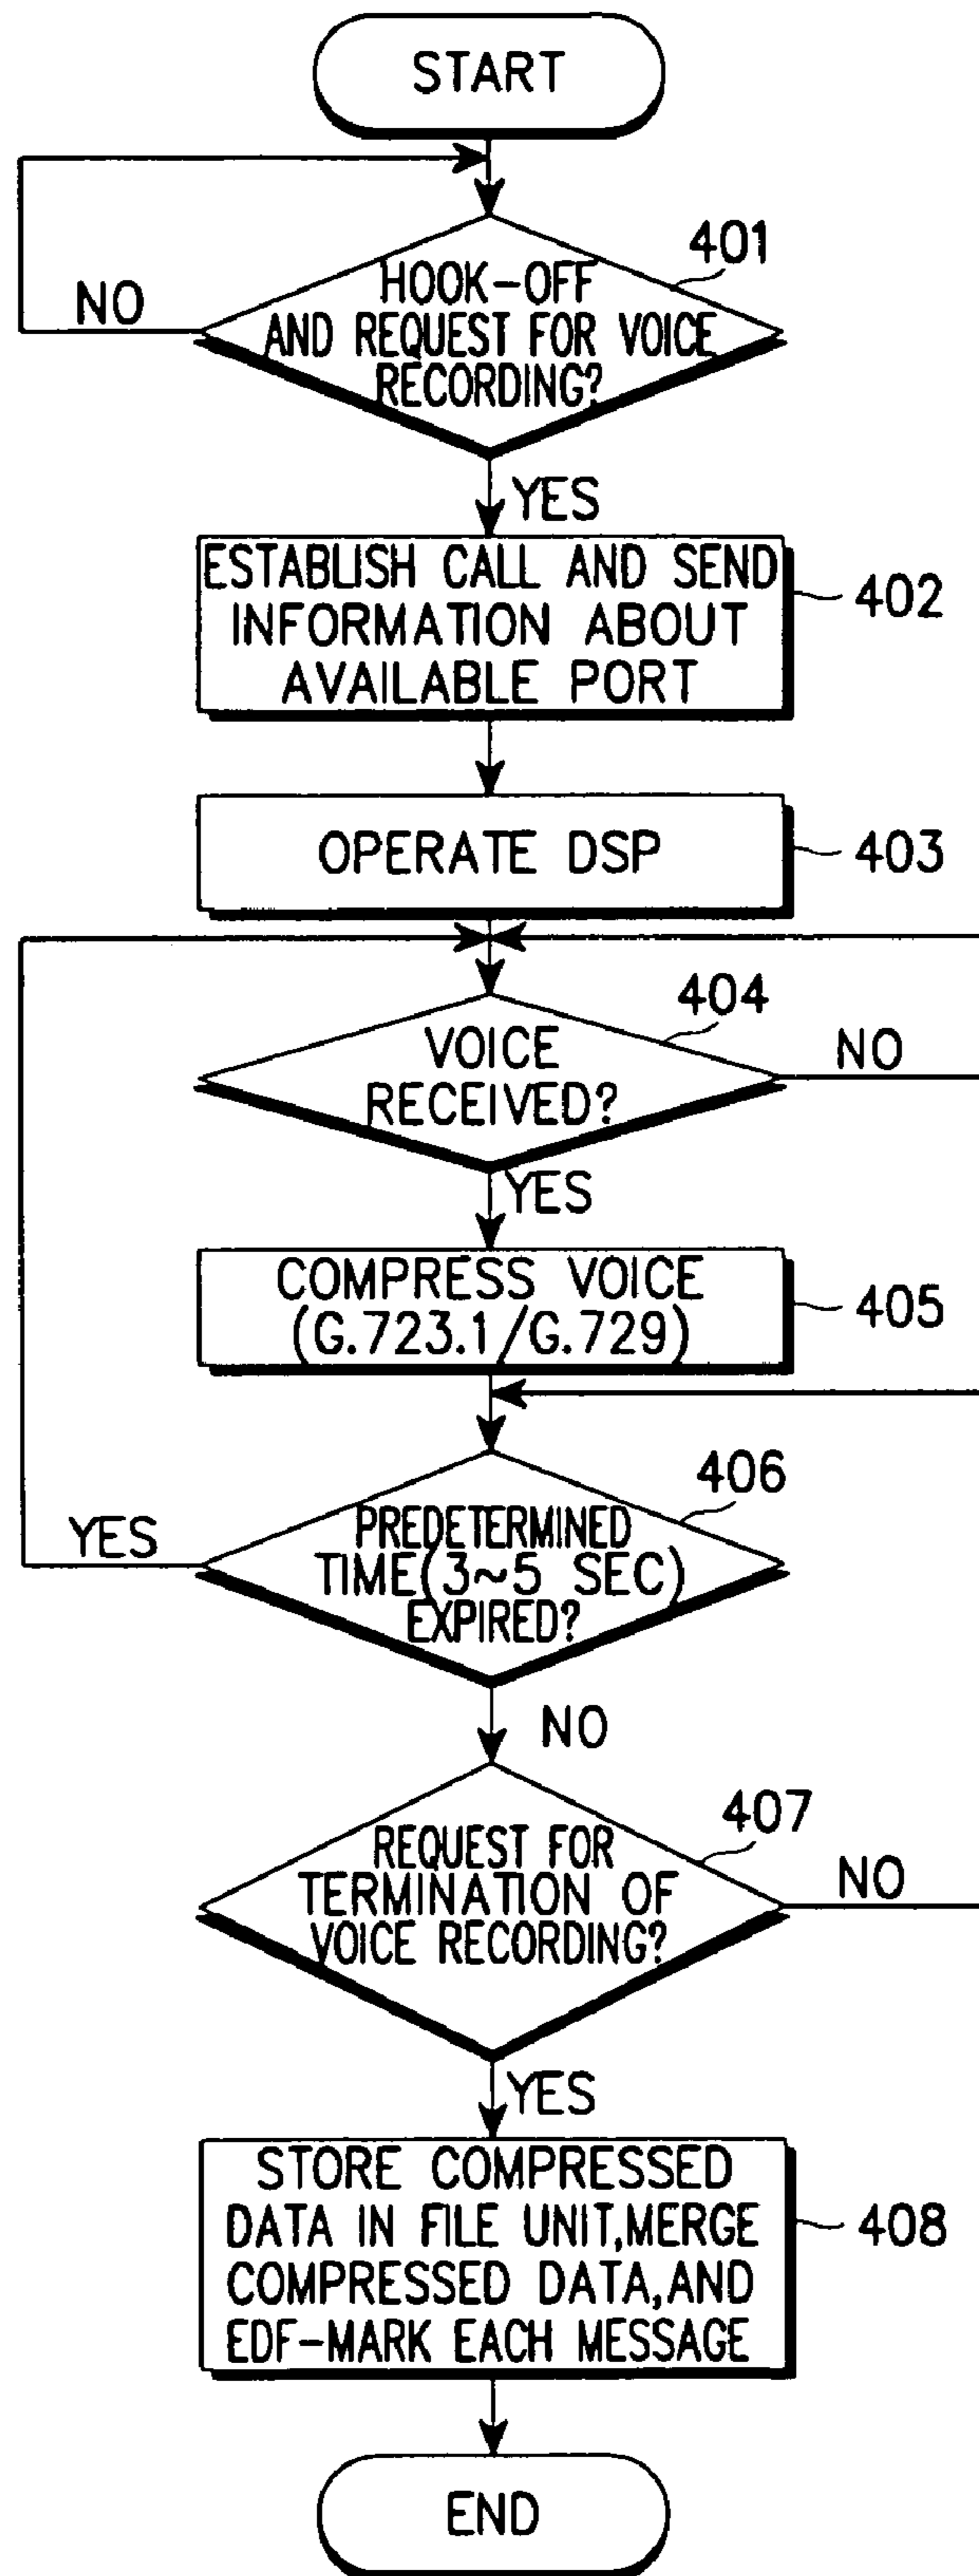 START
401
HOOK-OFF
NO
AND REQUEST FOR VOICE
RECORDING?
YES
ESTABLISH CALL AND SEND
INFORMATION ABOUT
AVAILABLE PORT
402
OPERATE DSP
403
404
VOICE
RECEIVED?
NO
YES
COMPRESS VOICE
(G.723.1/G.729)
405
406
PREDETERMINED
TIME(3~5 SEC)
EXPIRED?
YES
NO
407
REQUEST FOR
TERMINATION OF
VOICE RECORDING?
NO
YES
STORE COMPRESSED
DATA IN FILE UNIT,MERGE
COMPRESSED DATA,AND
EDF-MARK EACH MESSAGE
408
END